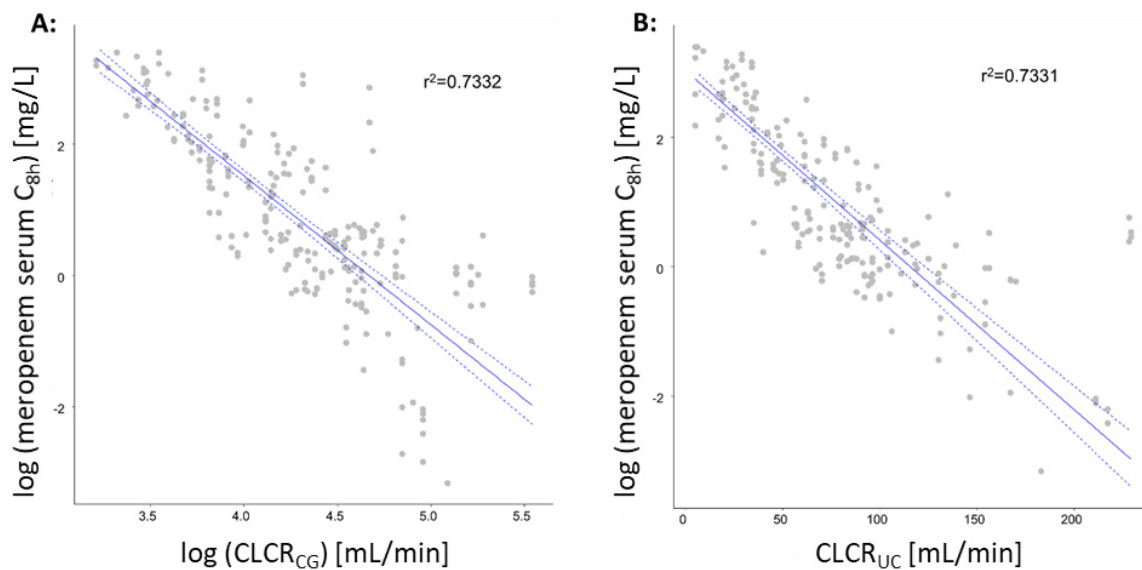 A:
log (meropenem serum C8h) [mg/L]
r²=0.7332
2
0
-2
3.5 4.0 4.5 5.0 5.5
log (CLCRCG) [mL/min]
B:
log (meropenem serum C8h) [mg/L]
r²=0.7331
2
0
-2
0 50 100 150 200
CLCRUC [mL/min]